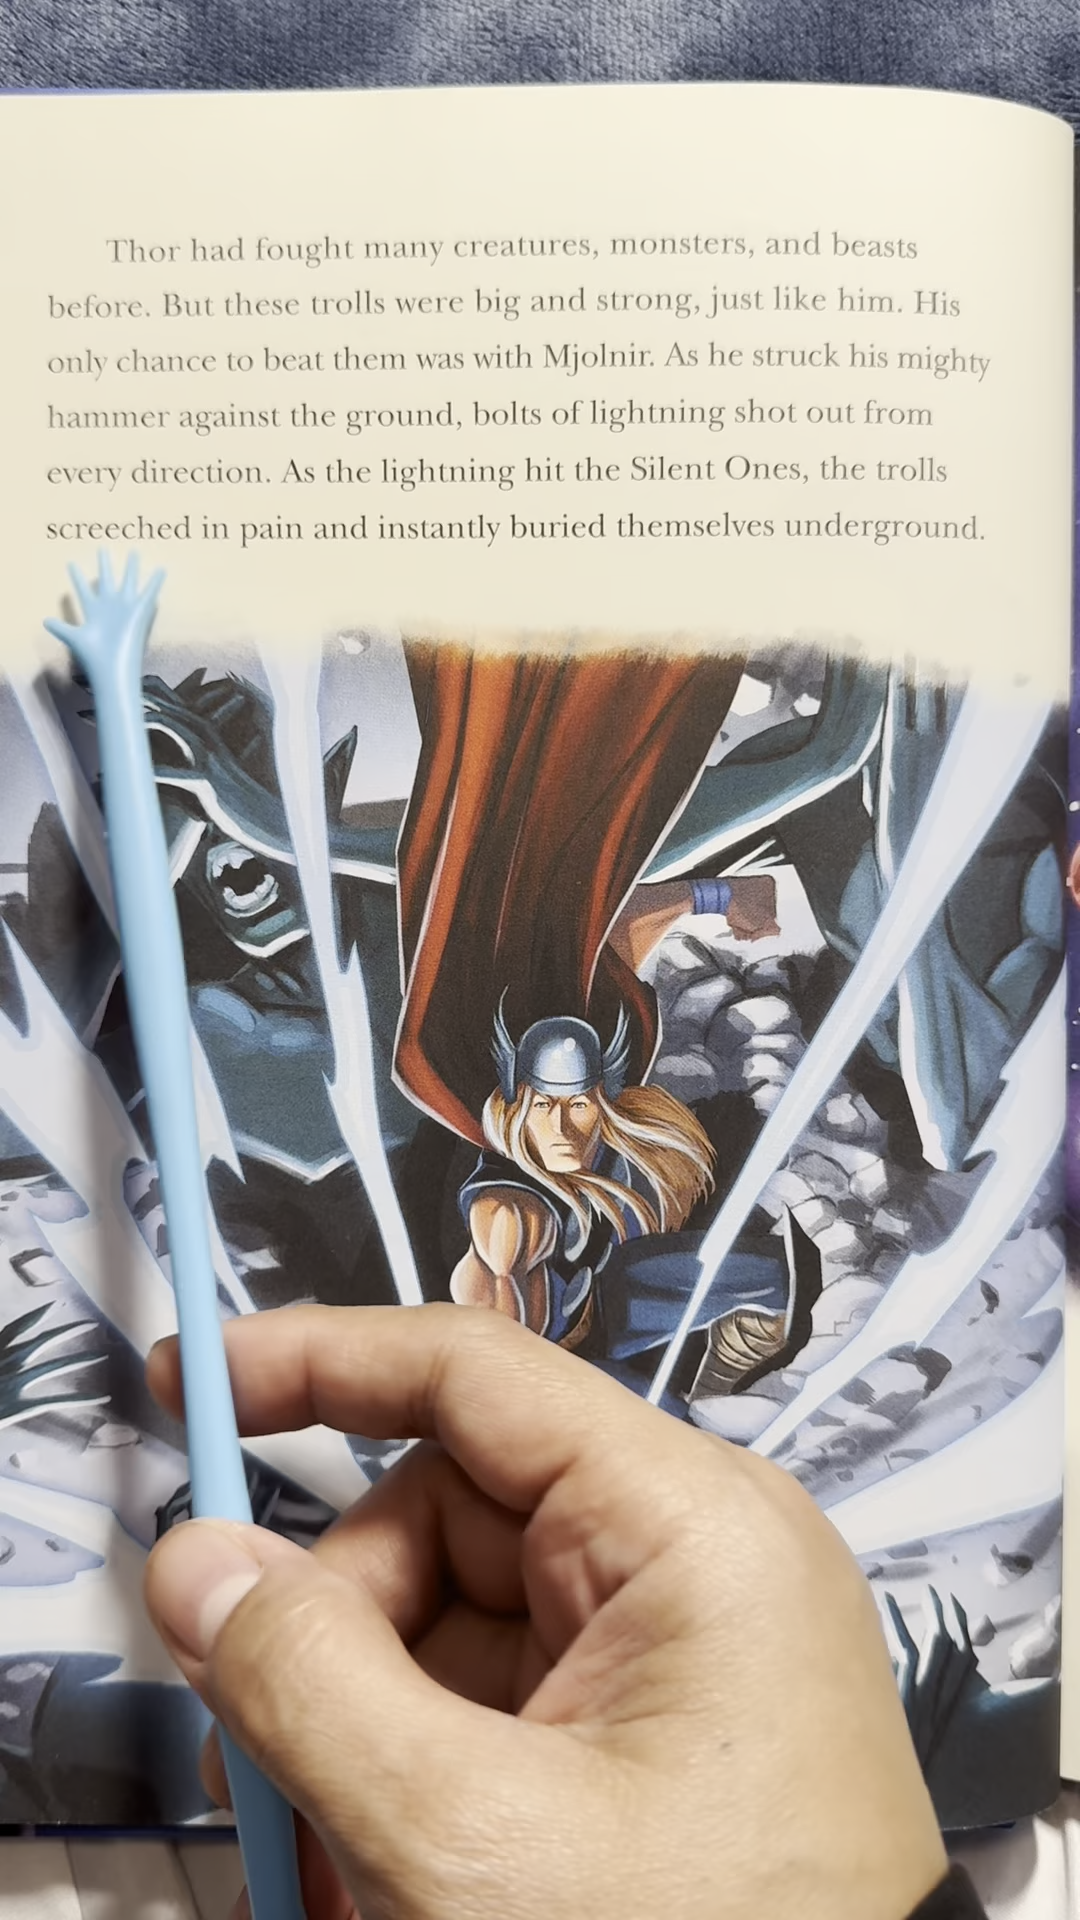 Thor had fought many creatures, monsters, and beasts
before. But these trolls were big and strong, just like him. His
only chance to beat them was with Mjolnir. As he struck his mighty
hammer against the ground, bolts of lightning shot out from
every direction. As the lightning hit the Silent Ones, the trolls
screeched in pain and instantly buried themselves underground.